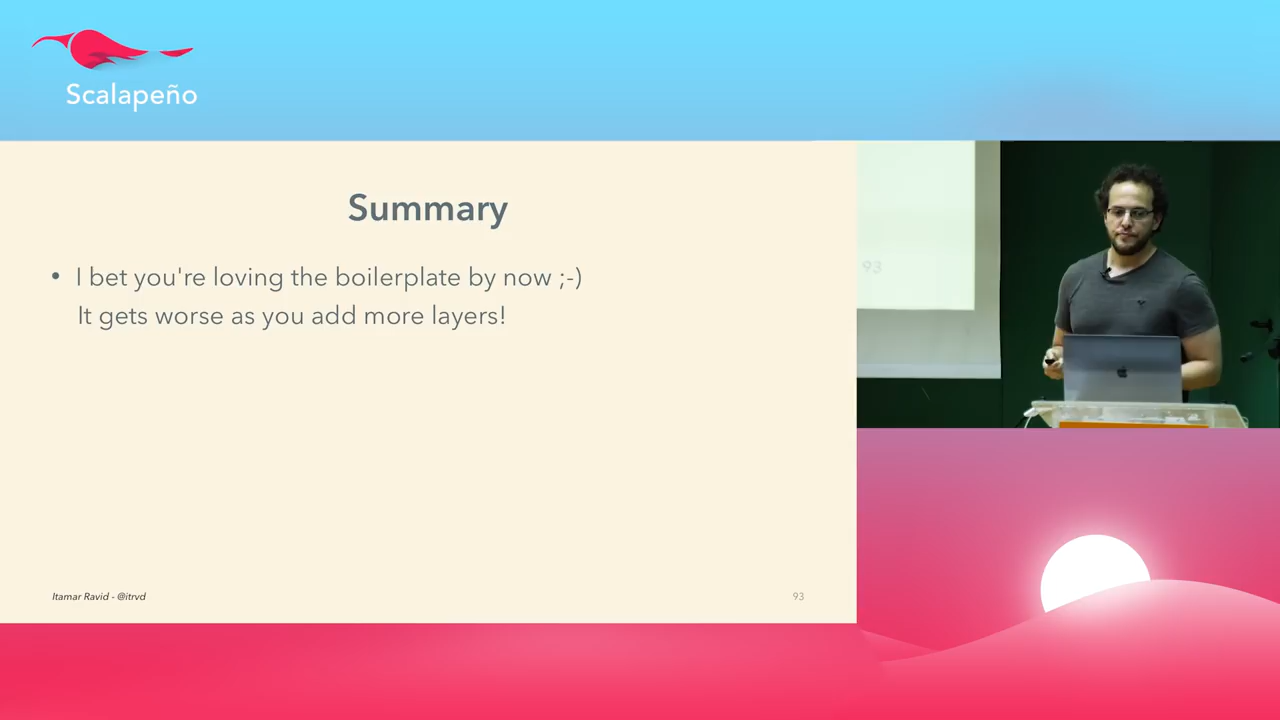 Scalapeño
Summary
• I bet you're loving the boilerplate by now ;-)
It gets worse as you add more layers!
93
Itamar Ravid - @itrvd
93